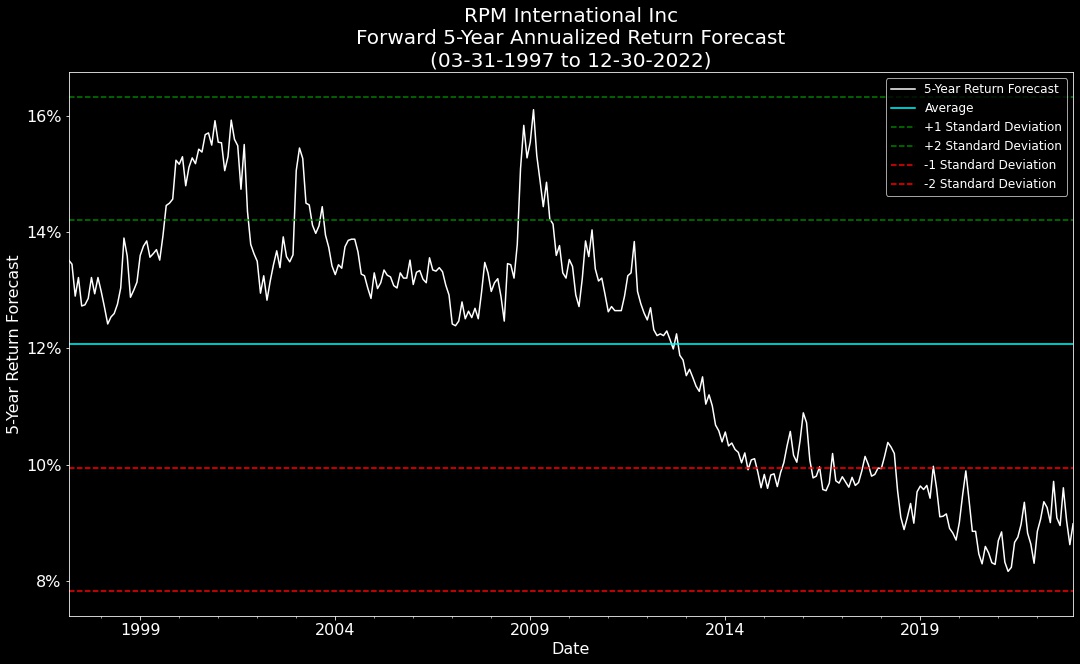 RPM International Inc
Forward 5-Year Annualized Return Forecast
(03-31-1997 to 12-30-2022)
5-Year Return Forecast
Average
+1 Standard Deviation
+2 Standard Deviation
-1 Standard Deviation
-2 Standard Deviation
5-Year Return Forecast
16%
14%
12%
10%
8%
1999
2004
2009
2014
2019
Date